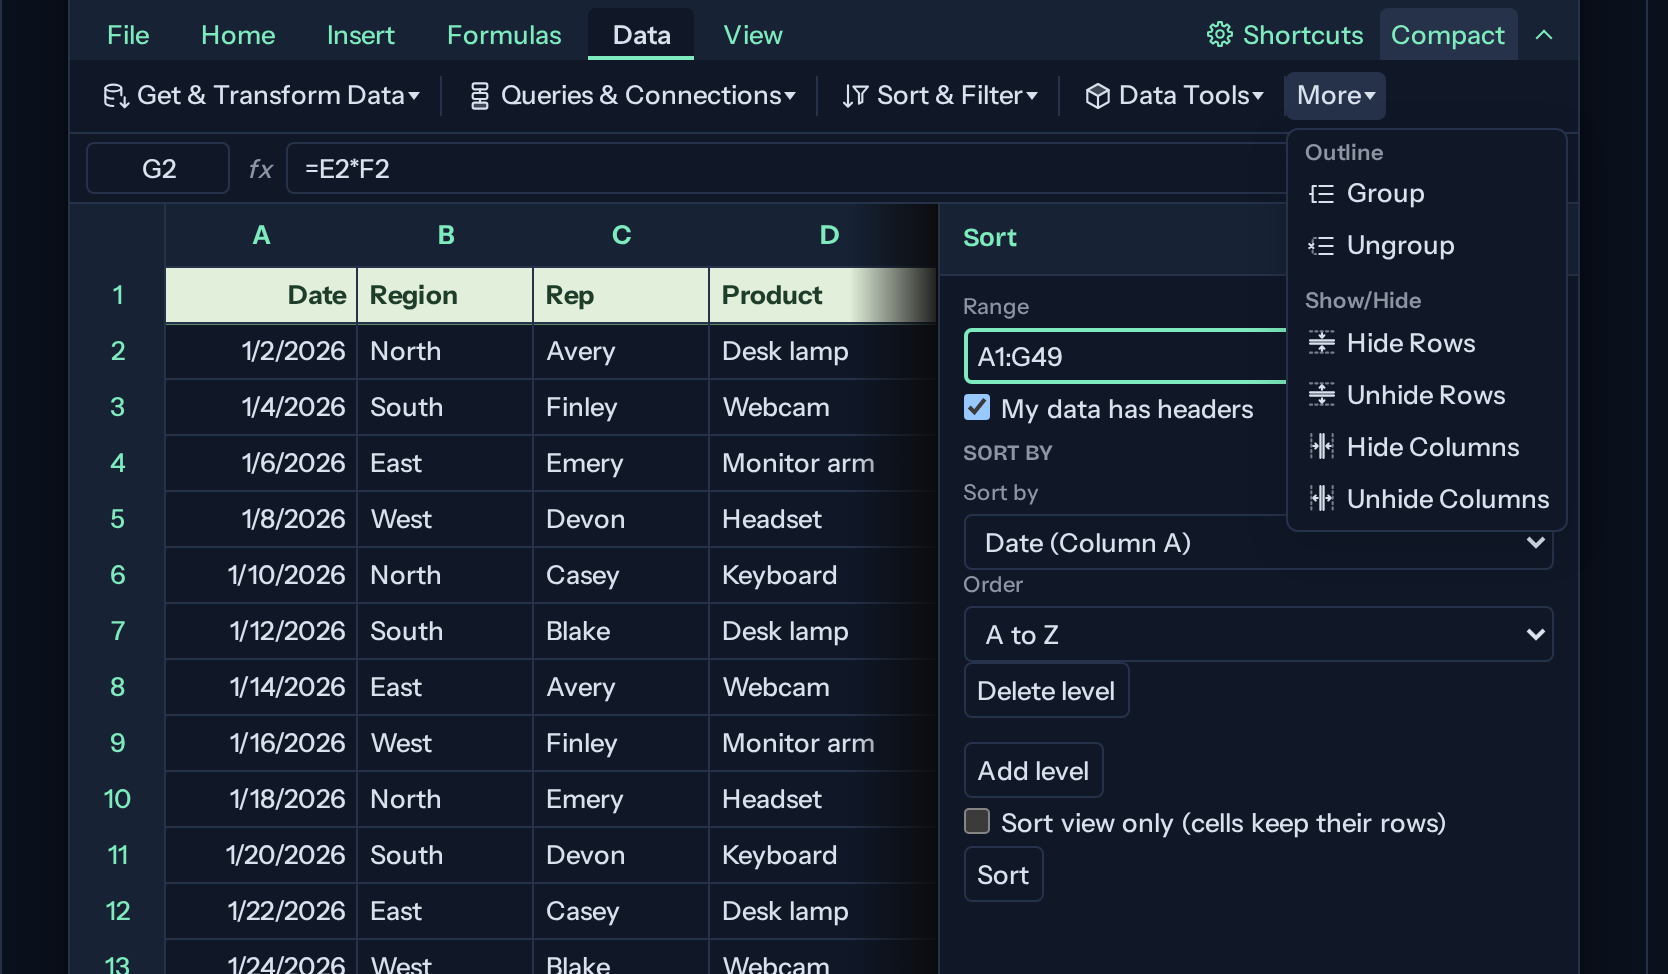 File Home Insert Formulas Data View Shortcuts Compact
Get & Transform Data Queries & Connections Sort & Filter Data Tools More
G2 fx =E2*F2
Outline
Group
Ungroup
Show/Hide
Hide Rows
Unhide Rows
Hide Columns
Unhide Columns
A B C D
1 Date Region Rep Product
2 1/2/2026 North Avery Desk lamp
3 1/4/2026 South Finley Webcam
4 1/6/2026 East Emery Monitor arm
5 1/8/2026 West Devon Headset
6 1/10/2026 North Casey Keyboard
7 1/12/2026 South Blake Desk lamp
8 1/14/2026 East Avery Webcam
9 1/16/2026 West Finley Monitor arm
10 1/18/2026 North Emery Headset
11 1/20/2026 South Devon Keyboard
12 1/22/2026 East Casey Desk lamp
13 1/24/2026 West Blake Webcam
Sort
Range
A1:G49
My data has headers
SORT BY
Sort by
Date (Column A)
Order
A to Z
Delete level
Add level
Sort view only (cells keep their rows)
Sort